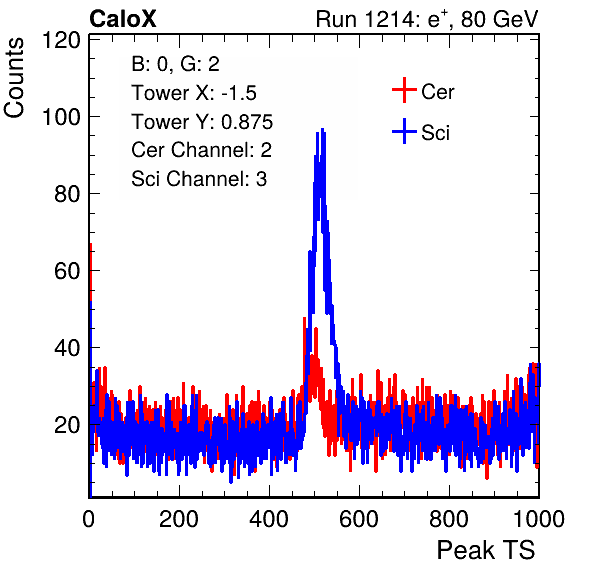 CaloX Run 1214: e⁺, 80 GeV
Counts
120
100
80
60
40
20
B: 0, G: 2
Tower X: -1.5
Tower Y: 0.875
Cer Channel: 2
Sci Channel: 3
Cer
Sci
0 200 400 600 800 1000
Peak TS